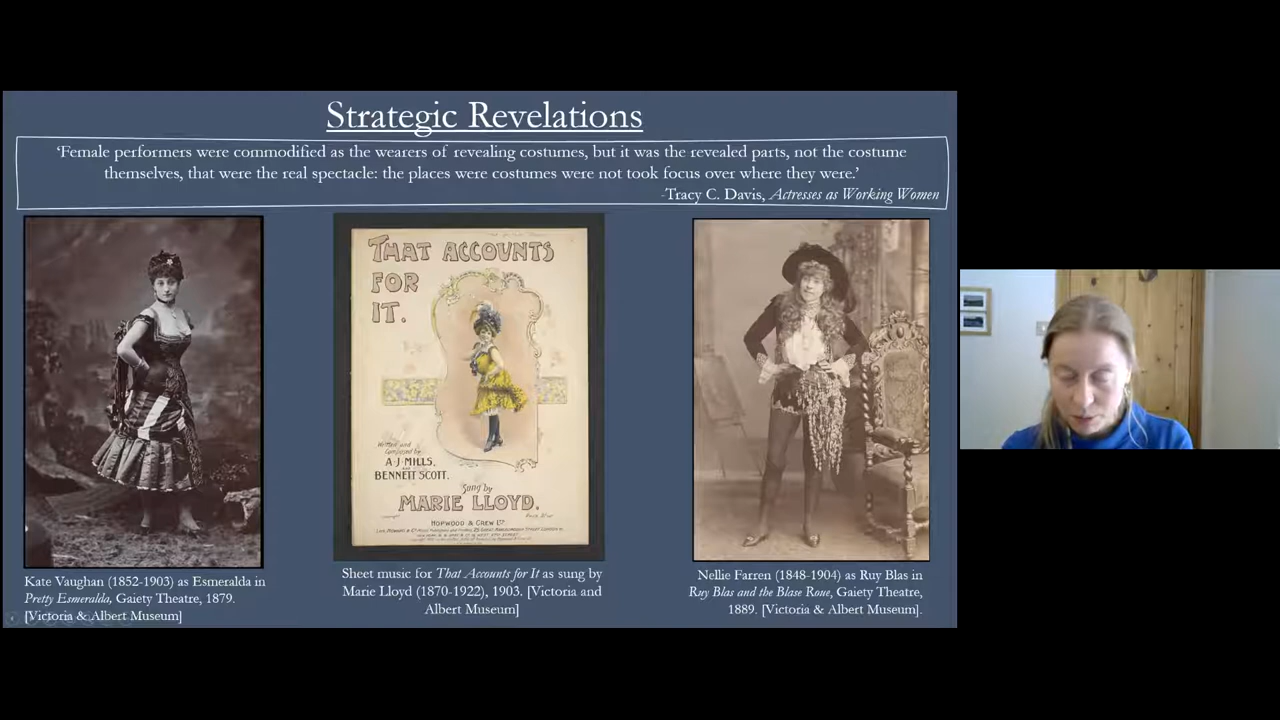 Strategic Revelations
‘Female performers were commodified as the wearers of revealing costumes, but it was the revealed parts, not the costume
themselves, that were the real spectacle: the places were costumes were not took focus over where they were.’
-Tracy C. Davis, Actresses as Working Women
THAT ACCOUNTS
FOR
IT.
Written and
Composed by
A.J. MILLS,
BENNETT SCOTT.
Sung by
MARIE LLOYD.
HOPWOOD & CREW LTD
Kate Vaughan (1852-1903) as Esmeralda in
Pretty Esmeralda, Gaiety Theatre, 1879.
[Victoria & Albert Museum]
Sheet music for That Accounts for It as sung by
Marie Lloyd (1870-1922), 1903. [Victoria and
Albert Museum]
Nellie Farren (1848-1904) as Ruy Blas in
Ruy Blas and the Blase Roue, Gaiety Theatre,
1889. [Victoria & Albert Museum].